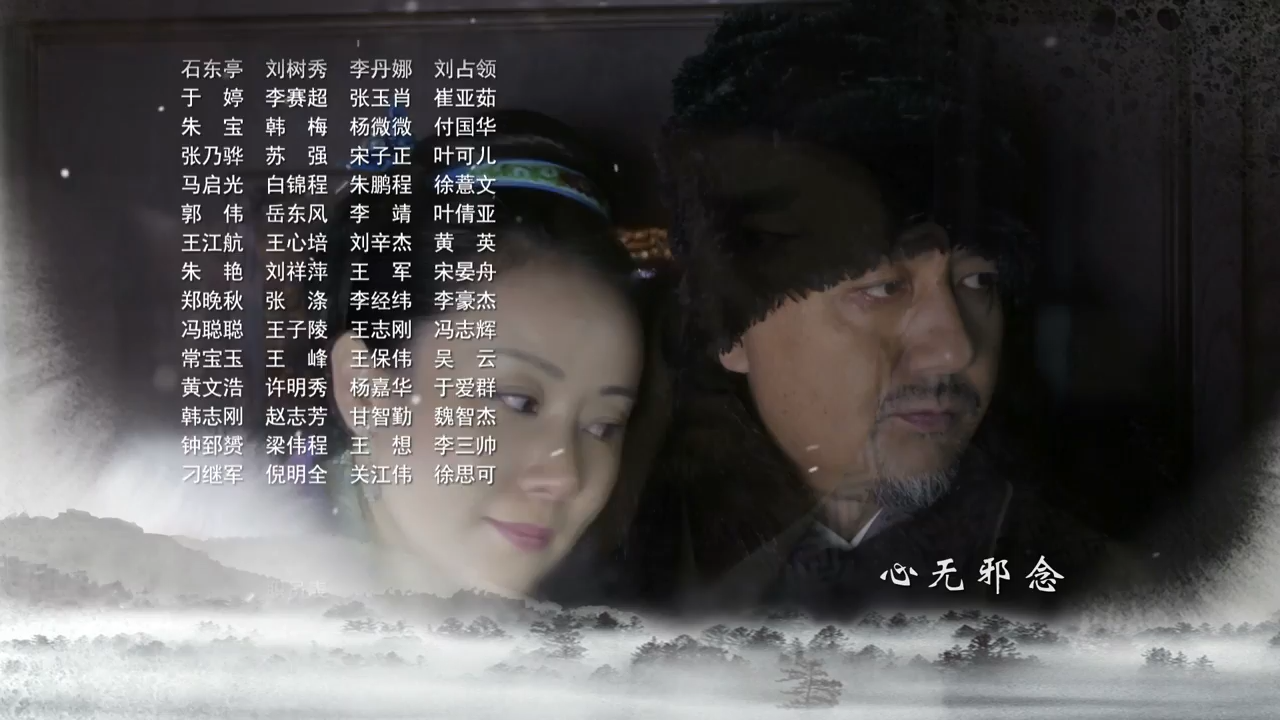 石东亭 刘树秀 李丹娜 刘占领
于 婷 李赛超 张玉肖 崔亚茹
朱 宝 韩 梅 杨微微 付国华
张乃骅 苏 强 宋子正 叶可儿
马启光 白锦程 朱鹏程 徐薏文
郭 伟 岳东风 李 靖 叶倩亚
王江航 王心培 刘辛杰 黄 英
朱 艳 刘祥萍 王 军 宋晏舟
郑晚秋 张 涤 李经纬 李豪杰
冯聪聪 王子陵 王志刚 冯志辉
常宝玉 王 峰 王保伟 吴 云
黄文浩 许明秀 杨嘉华 于爱群
韩志刚 赵志芳 甘智勤 魏智杰
钟郅赟 梁伟程 王 想 李三帅
刁继军 倪明全 关江伟 徐思可
心无邪念